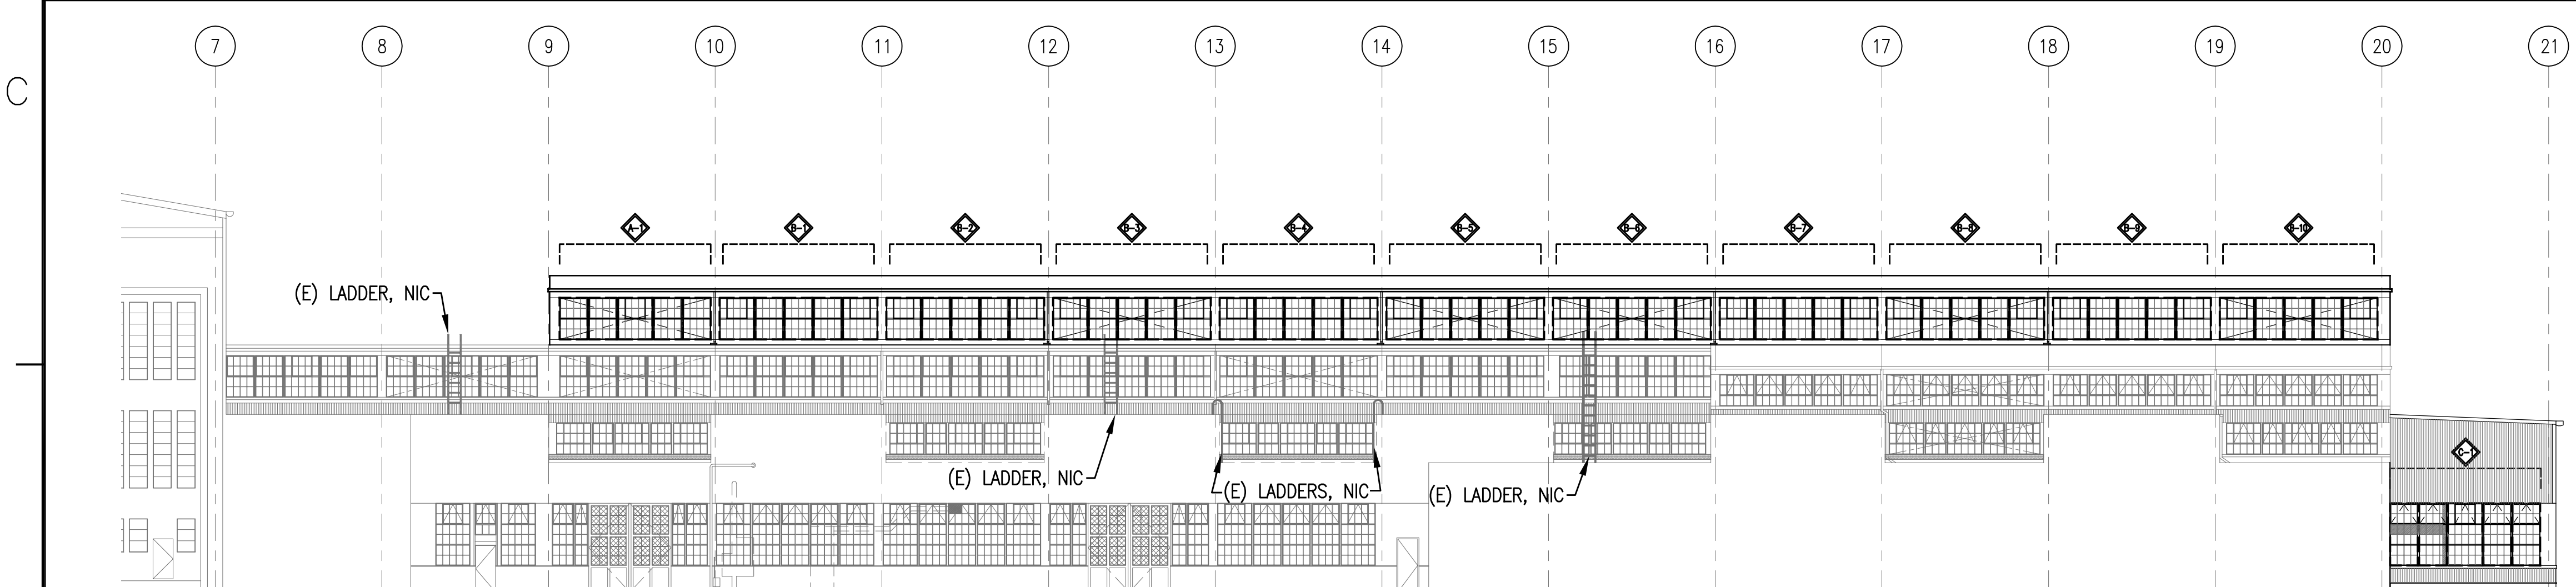 7 8 9 10 11 12 13 14 15 16 17 18 19 20 21
C
A-1 B-1 B-2 B-3 B-4 B-5 B-6 B-7 B-8 B-9 B-10
(E) LADDER, NIC
C-1
(E) LADDER, NIC
(E) LADDERS, NIC
(E) LADDER, NIC